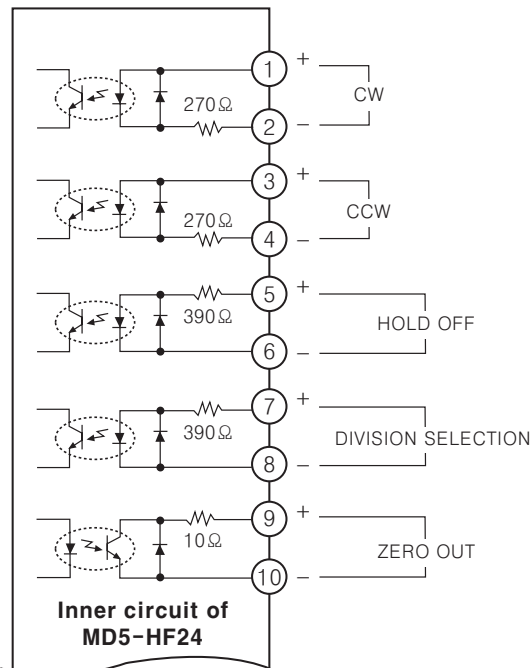 1 +
CW
270Ω
2 −
3 +
CCW
270Ω
4 −
5 +
390Ω
HOLD OFF
6 −
7 +
390Ω
DIVISION SELECTION
8 −
9 +
10Ω
ZERO OUT
10 −
Inner circuit of
MD5-HF24